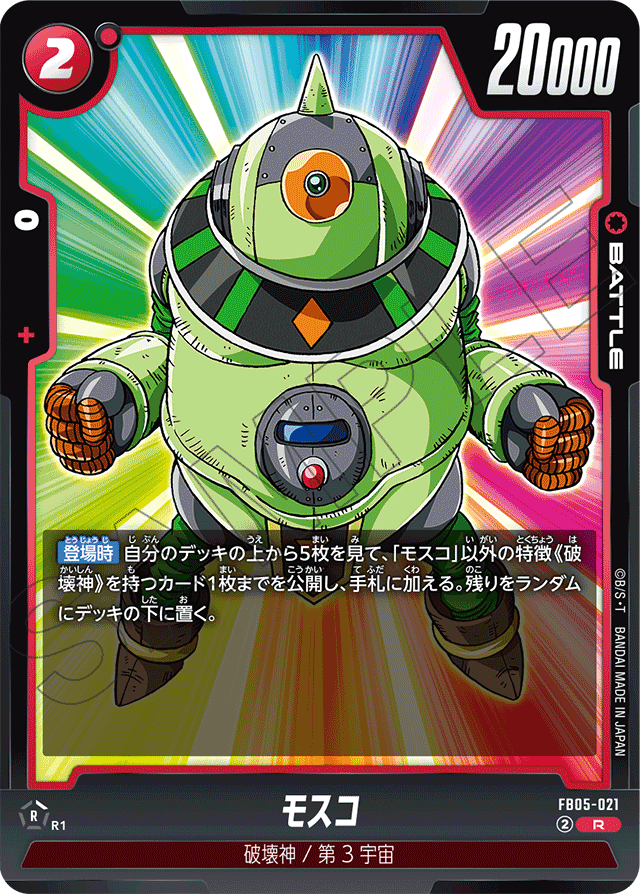 2
20000
0
+
BATTLE
SAMPLE
登場時 自分のデッキの上から5枚を見て、「モスコ」以外の特徴《破
壊神》を持つカード1枚までを公開し、手札に加える。残りをランダム
にデッキの下に置く。
©B/S・T BANDAI MADE IN JAPAN
R
R1
モスコ
FB05-021
② R
破壊神 / 第3宇宙